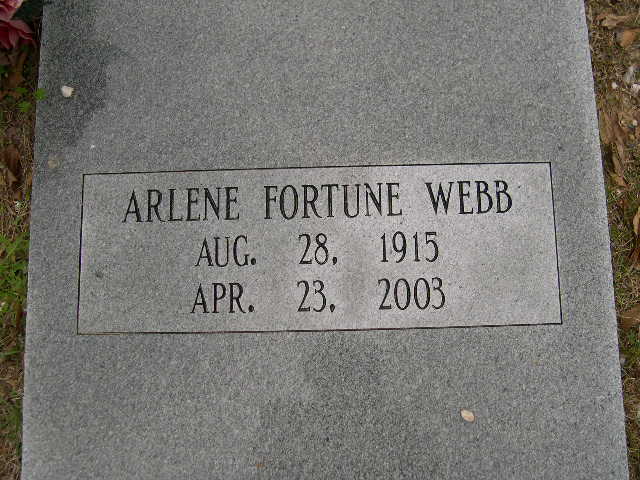 ARLENE FORTUNE WEBB
AUG. 28, 1915
APR. 23, 2003